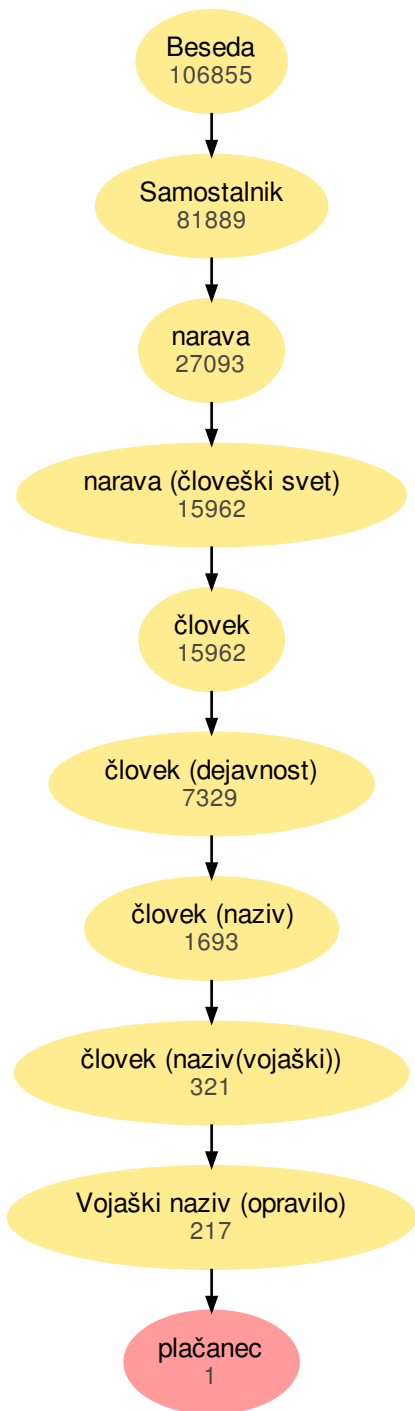 Beseda
106855
Samostalnik
81889
narava
27093
narava (človeški svet)
15962
človek
15962
človek (dejavnost)
7329
človek (naziv)
1693
človek (naziv(vojaški))
321
Vojaški naziv (opravilo)
217
plačanec
1